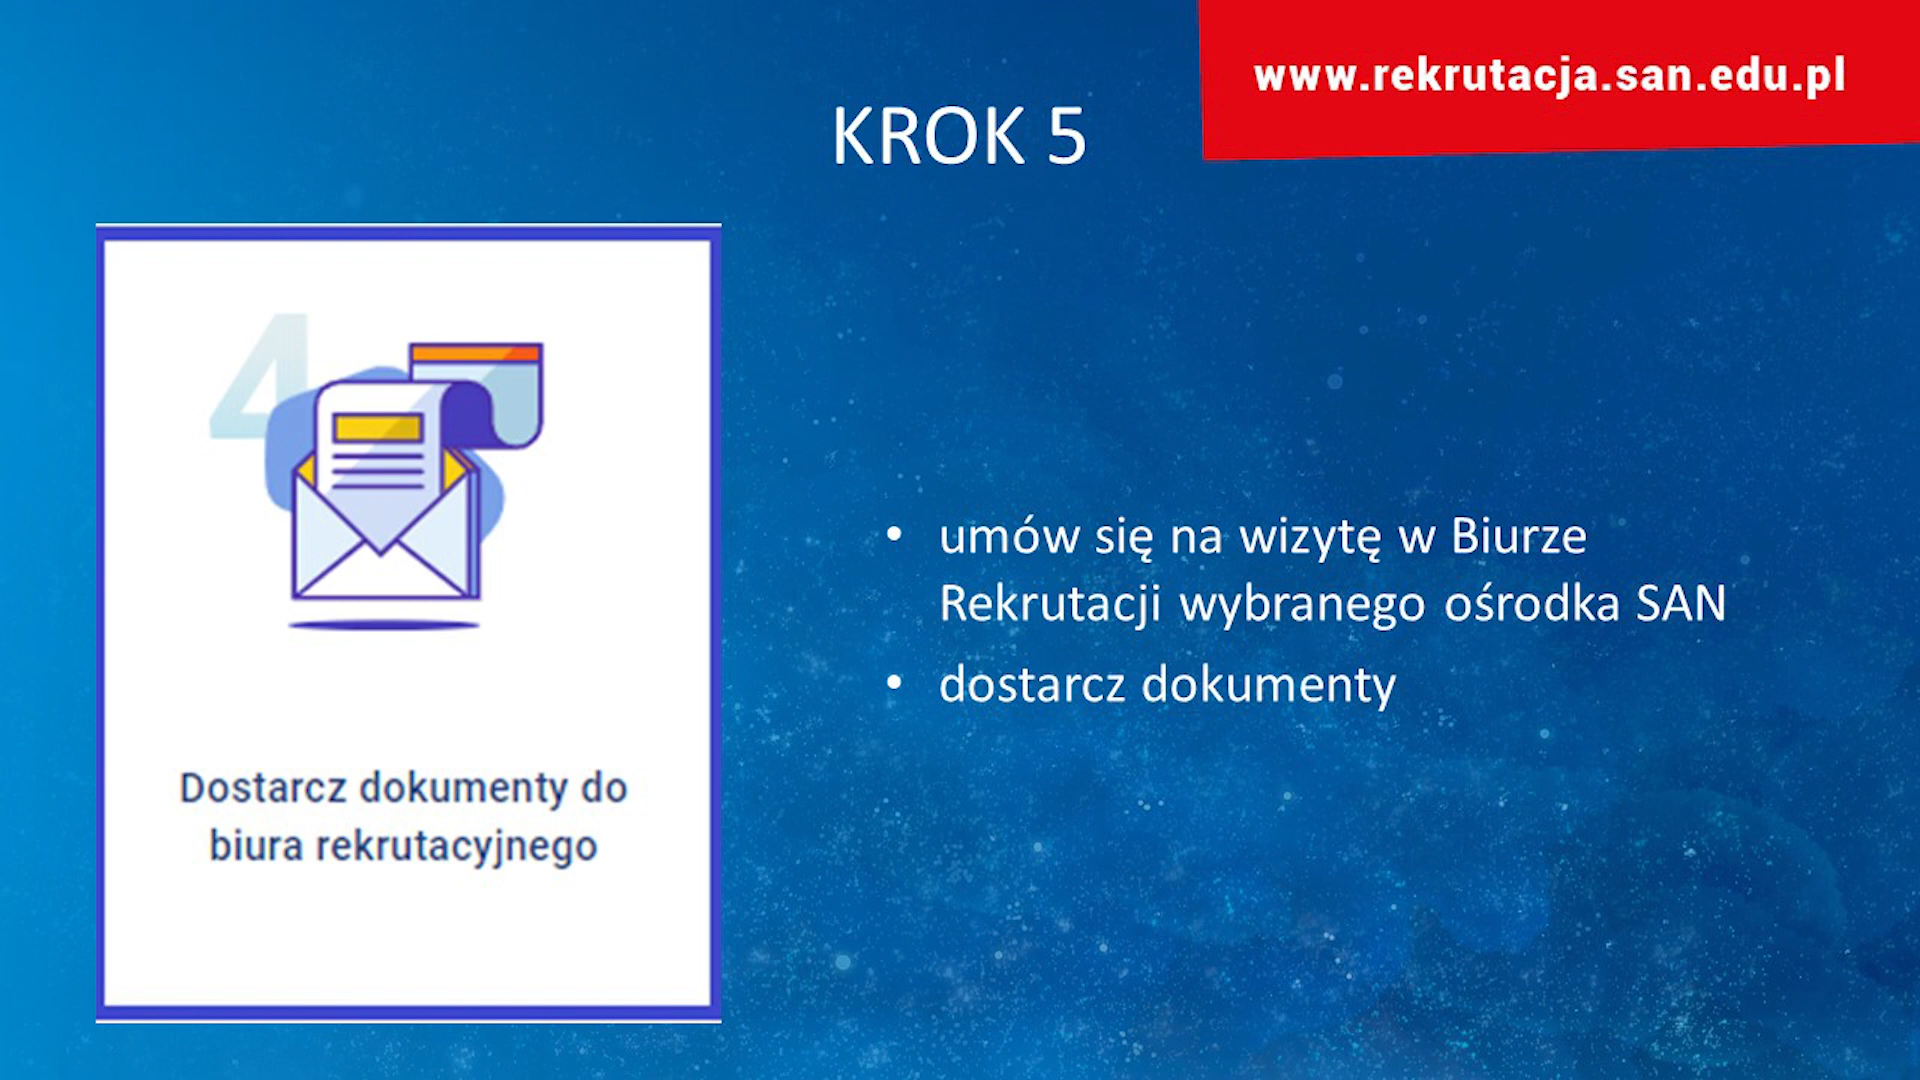 www.rekrutacja.san.edu.pl
KROK 5
4
Dostarcz dokumenty do
biura rekrutacyjnego
• umów się na wizytę w Biurze
Rekrutacji wybranego ośrodka SAN
• dostarcz dokumenty